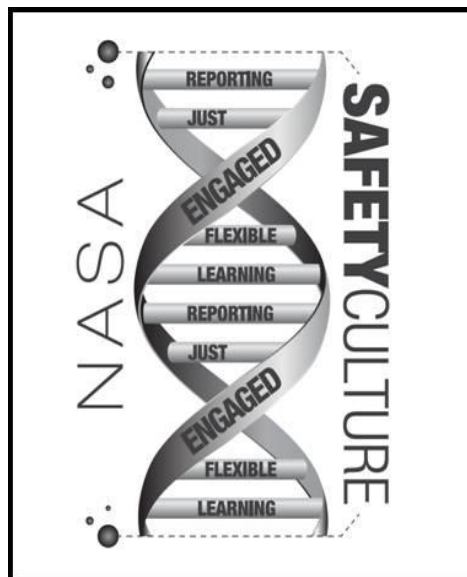 NASA
REPORTING
JUST
ENGAGED
FLEXIBLE
LEARNING
REPORTING
JUST
ENGAGED
FLEXIBLE
LEARNING
SAFETYCULTURE